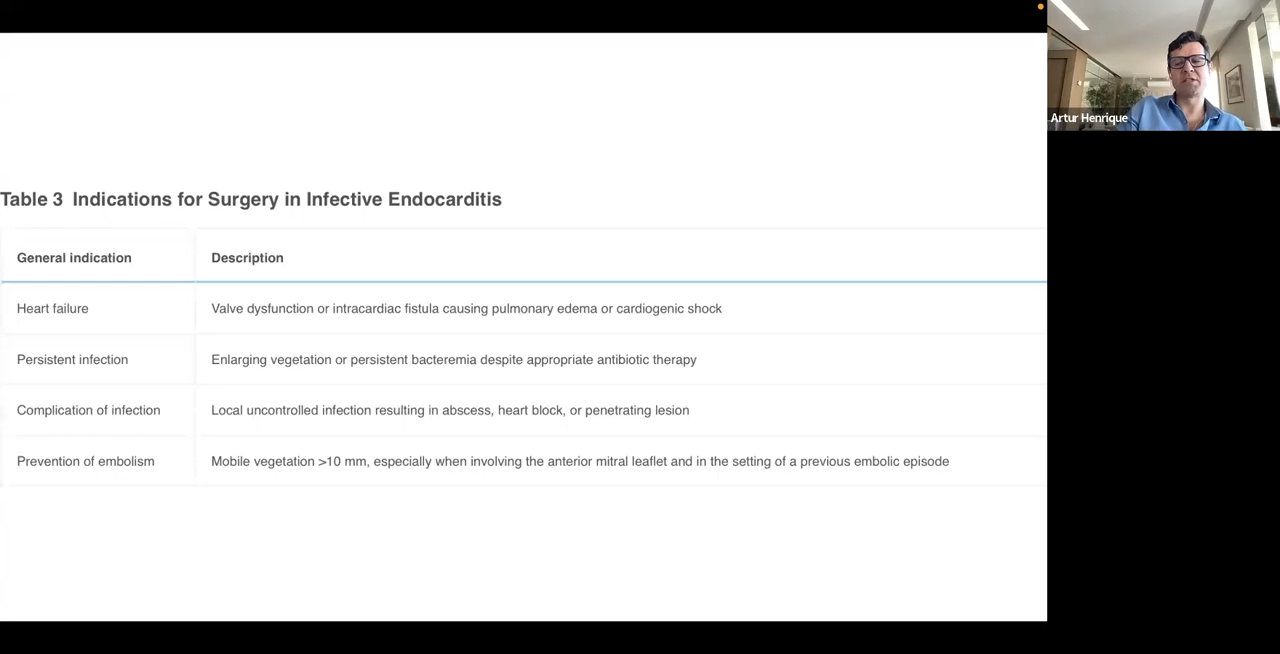 Artur Henrique
Table 3 Indications for Surgery in Infective Endocarditis
General indication Description
Heart failure Valve dysfunction or intracardiac fistula causing pulmonary edema or cardiogenic shock
Persistent infection Enlarging vegetation or persistent bacteremia despite appropriate antibiotic therapy
Complication of infection Local uncontrolled infection resulting in abscess, heart block, or penetrating lesion
Prevention of embolism Mobile vegetation >10 mm, especially when involving the anterior mitral leaflet and in the setting of a previous embolic episode